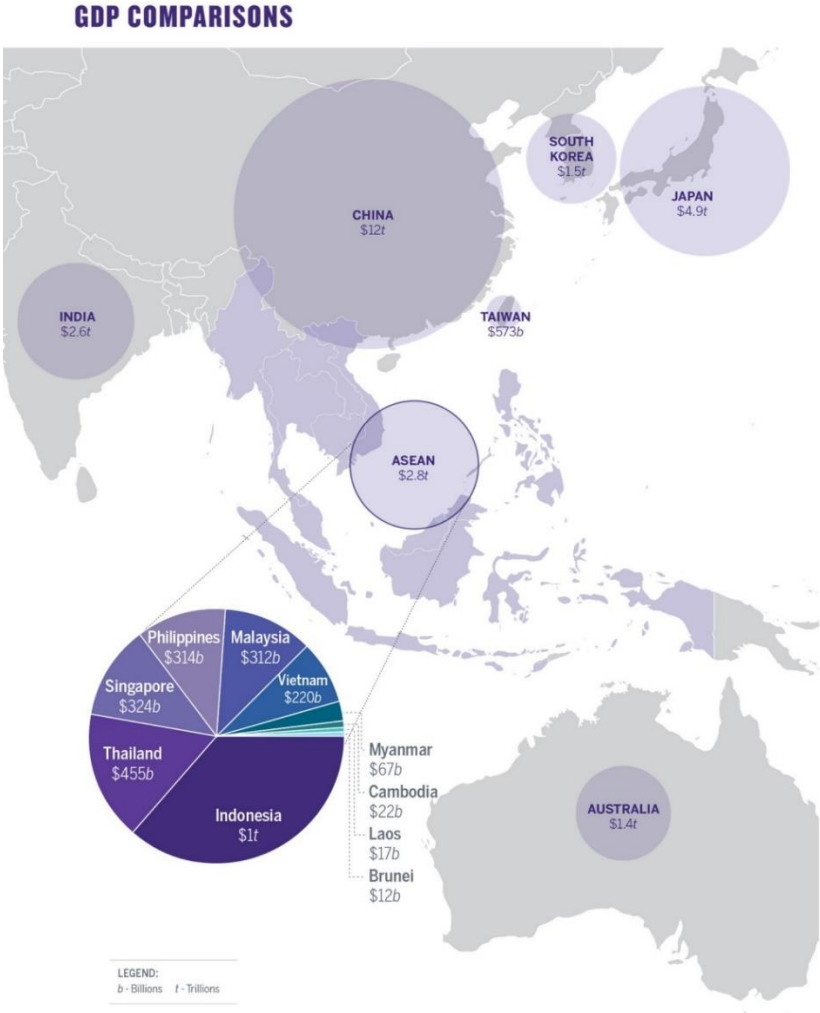 GDP COMPARISONS
SOUTH
KOREA
$1.5t
JAPAN
$4.9t
CHINA
$12t
INDIA
$2.6t
TAIWAN
$573b
ASEAN
$2.8t
Philippines
$314b
Malaysia
$312b
Singapore
$324b
Vietnam
$220b
Thailand
$455b
Indonesia
$1t
Myanmar
$67b
Cambodia
$22b
Laos
$17b
Brunei
$12b
AUSTRALIA
$1.4t
LEGEND:
b - Billions t - Trillions